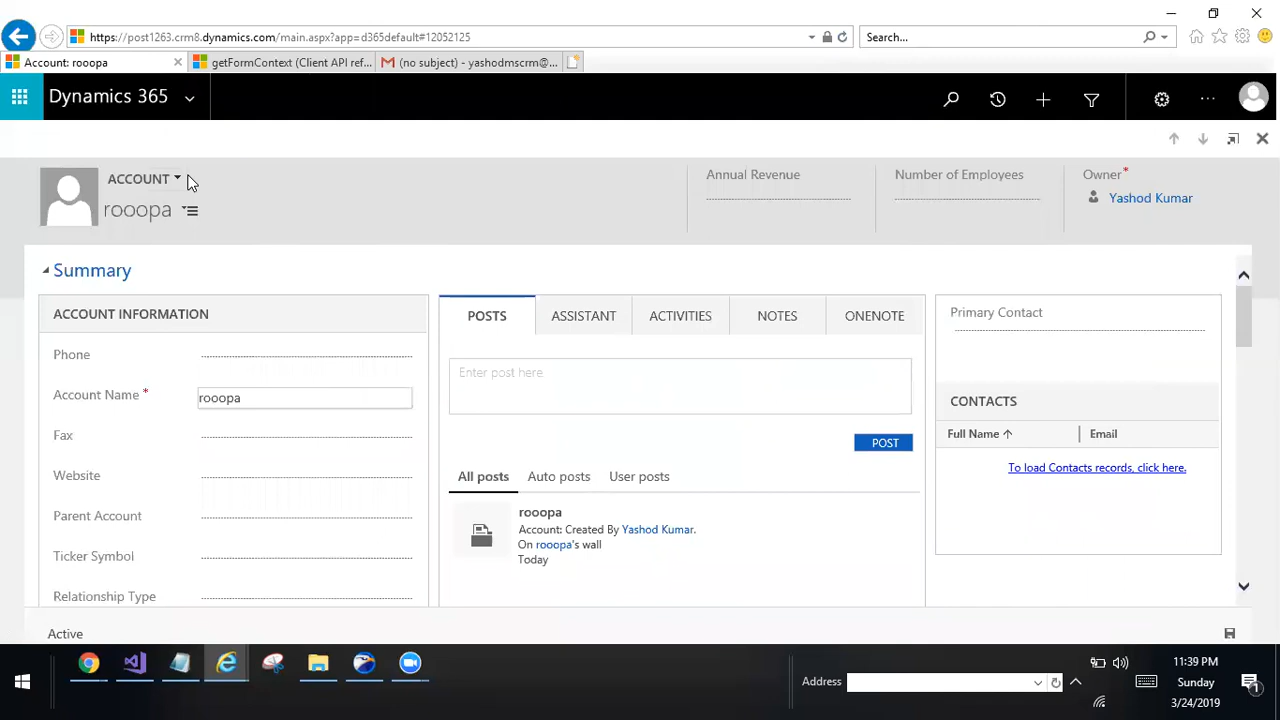 https://post1263.crm8.dynamics.com/main.aspx?app=d365default#12052125
Search...
Account: rooopa
getFormContext (Client API ref...
(no subject) - yashodmscrm@...
Dynamics 365
ACCOUNT
rooopa
Annual Revenue
Number of Employees
Owner*
Yashod Kumar
Summary
ACCOUNT INFORMATION
Phone
Account Name *
rooopa
Fax
Website
Parent Account
Ticker Symbol
Relationship Type
POSTS
ASSISTANT
ACTIVITIES
NOTES
ONENOTE
Enter post here
POST
All posts
Auto posts
User posts
rooopa
Account: Created By Yashod Kumar.
On rooopa's wall
Today
Primary Contact
CONTACTS
Full Name
Email
To load Contacts records, click here.
Active
Address
11:39 PM
Sunday
3/24/2019
1